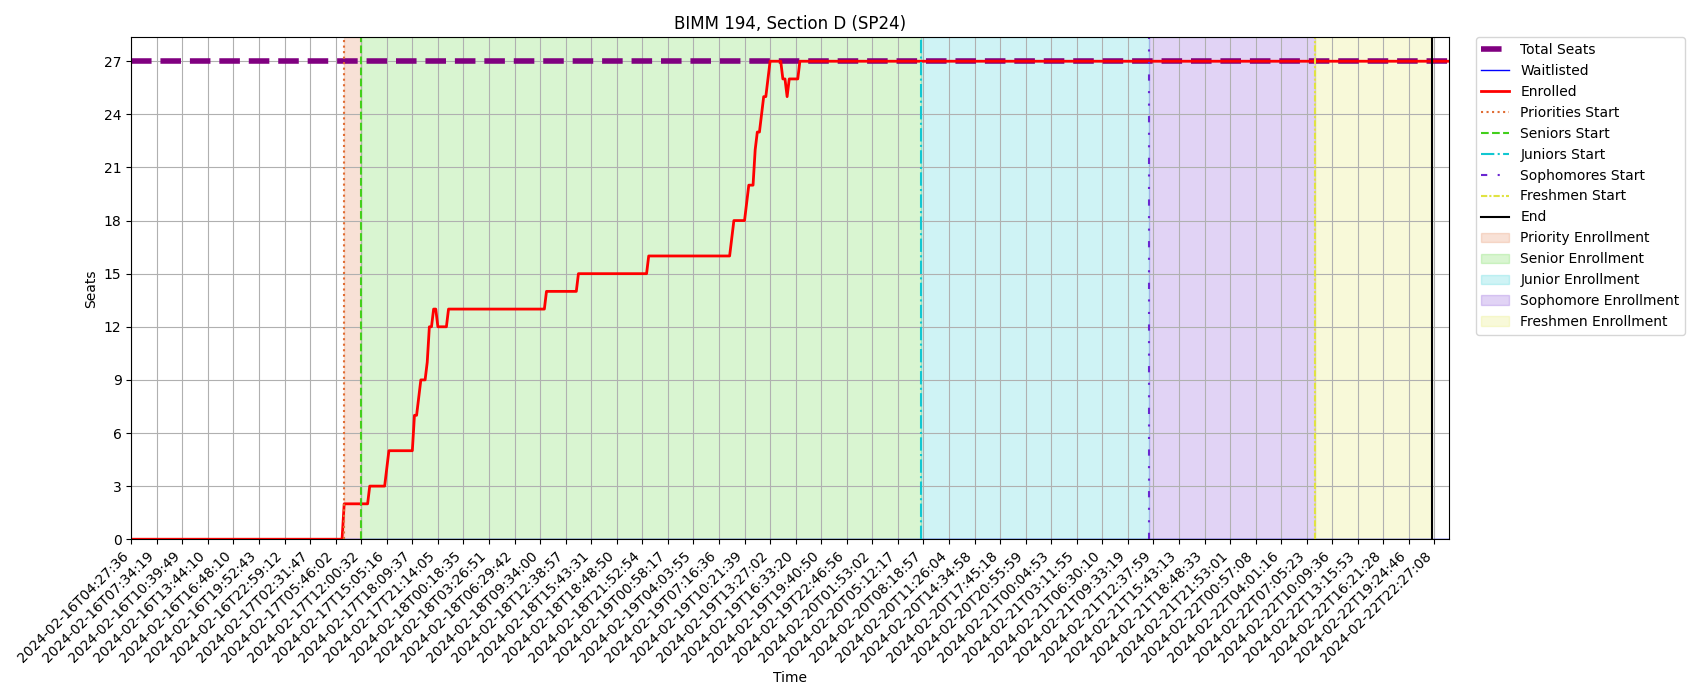 BIMM 194, Section D (SP24)
27
24
21
18
15
12
9
6
3
0
Seats
2024-02-16T04:27:36
2024-02-16T07:34:19
2024-02-16T10:39:49
2024-02-16T13:44:10
2024-02-16T16:48:10
2024-02-16T19:52:43
2024-02-16T22:59:12
2024-02-17T02:31:47
2024-02-17T05:46:02
2024-02-17T12:00:32
2024-02-17T15:05:16
2024-02-17T18:09:37
2024-02-17T21:14:05
2024-02-18T00:18:35
2024-02-18T03:26:51
2024-02-18T06:29:42
2024-02-18T09:34:00
2024-02-18T12:38:57
2024-02-18T15:43:31
2024-02-18T18:48:50
2024-02-18T21:52:54
2024-02-19T00:58:17
2024-02-19T04:03:55
2024-02-19T07:16:36
2024-02-19T10:21:39
2024-02-19T13:27:02
2024-02-19T16:33:20
2024-02-19T19:40:50
2024-02-19T22:46:56
2024-02-20T01:53:02
2024-02-20T05:12:17
2024-02-20T08:18:57
2024-02-20T11:26:04
2024-02-20T14:34:58
2024-02-20T17:45:18
2024-02-20T20:55:59
2024-02-21T00:04:53
2024-02-21T03:11:55
2024-02-21T06:30:10
2024-02-21T09:33:19
2024-02-21T12:37:59
2024-02-21T15:43:13
2024-02-21T18:48:33
2024-02-21T21:53:01
2024-02-22T00:57:08
2024-02-22T04:01:16
2024-02-22T07:05:23
2024-02-22T10:09:36
2024-02-22T13:15:53
2024-02-22T16:21:28
2024-02-22T19:24:46
2024-02-22T22:27:08
Time
Total Seats
Waitlisted
Enrolled
Priorities Start
Seniors Start
Juniors Start
Sophomores Start
Freshmen Start
End
Priority Enrollment
Senior Enrollment
Junior Enrollment
Sophomore Enrollment
Freshmen Enrollment